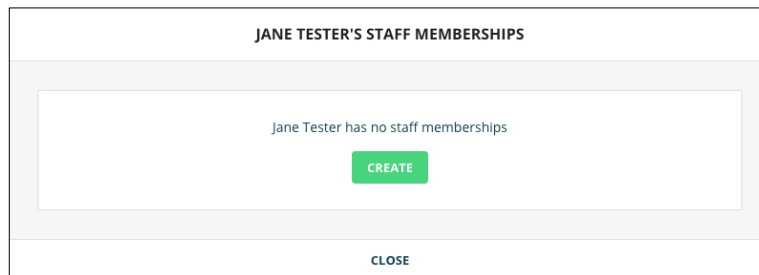 JANE TESTER'S STAFF MEMBERSHIPS
Jane Tester has no staff memberships
CREATE
CLOSE